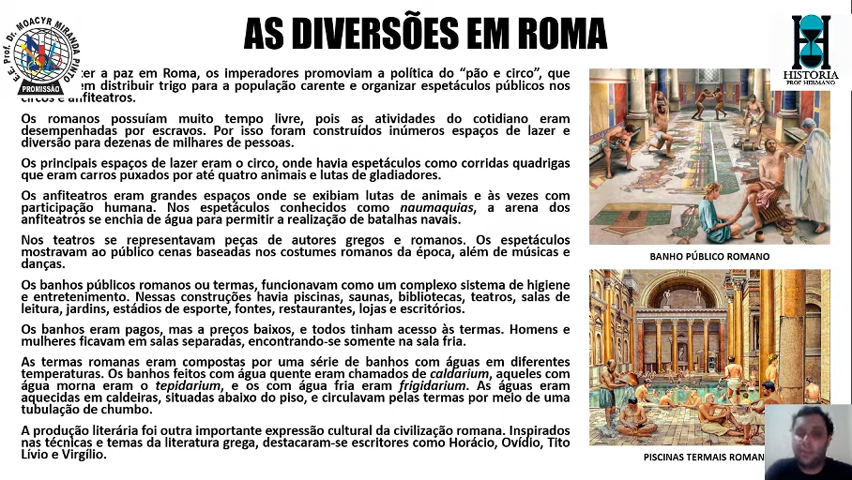 AS DIVERSÕES EM ROMA
E.E. Prof. Dr. MOACYR MIRANDA PINTO
PROMISSÃO
HISTÓRIA
PROF HERMANO
ter a paz em Roma, os imperadores promoviam a política do “pão e circo”, que
em distribuir trigo para a população carente e organizar espetáculos públicos nos
circos e anfiteatros.
Os romanos possuíam muito tempo livre, pois as atividades do cotidiano eram
desempenhadas por escravos. Por isso foram construídos inúmeros espaços de lazer e
diversão para dezenas de milhares de pessoas.
Os principais espaços de lazer eram o circo, onde havia espetáculos como corridas quadrigas
que eram carros puxados por até quatro animais e lutas de gladiadores.
Os anfiteatros eram grandes espaços onde se exibiam lutas de animais e às vezes com
participação humana. Nos espetáculos conhecidos como naumaquias, a arena dos
anfiteatros se enchia de água para permitir a realização de batalhas navais.
Nos teatros se representavam peças de autores gregos e romanos. Os espetáculos
mostravam ao público cenas baseadas nos costumes romanos da época, além de músicas e
danças.
Os banhos públicos romanos ou termas, funcionavam como um complexo sistema de higiene
e entretenimento. Nessas construções havia piscinas, saunas, bibliotecas, teatros, salas de
leitura, jardins, estádios de esporte, fontes, restaurantes, lojas e escritórios.
Os banhos eram pagos, mas a preços baixos, e todos tinham acesso às termas. Homens e
mulheres ficavam em salas separadas, encontrando-se somente na sala fria.
As termas romanas eram compostas por uma série de banhos com águas em diferentes
temperaturas. Os banhos feitos com água quente eram chamados de caldarium, aqueles com
água morna eram o tepidarium, e os com água fria eram frigidarium. As águas eram
aquecidas em caldeiras, situadas abaixo do piso, e circulavam pelas termas por meio de uma
tubulação de chumbo.
A produção literária foi outra importante expressão cultural da civilização romana. Inspirados
nas técnicas e temas da literatura grega, destacaram-se escritores como Horácio, Ovídio, Tito
Lívio e Virgílio.
BANHO PÚBLICO ROMANO
PISCINAS TERMAIS ROMAN